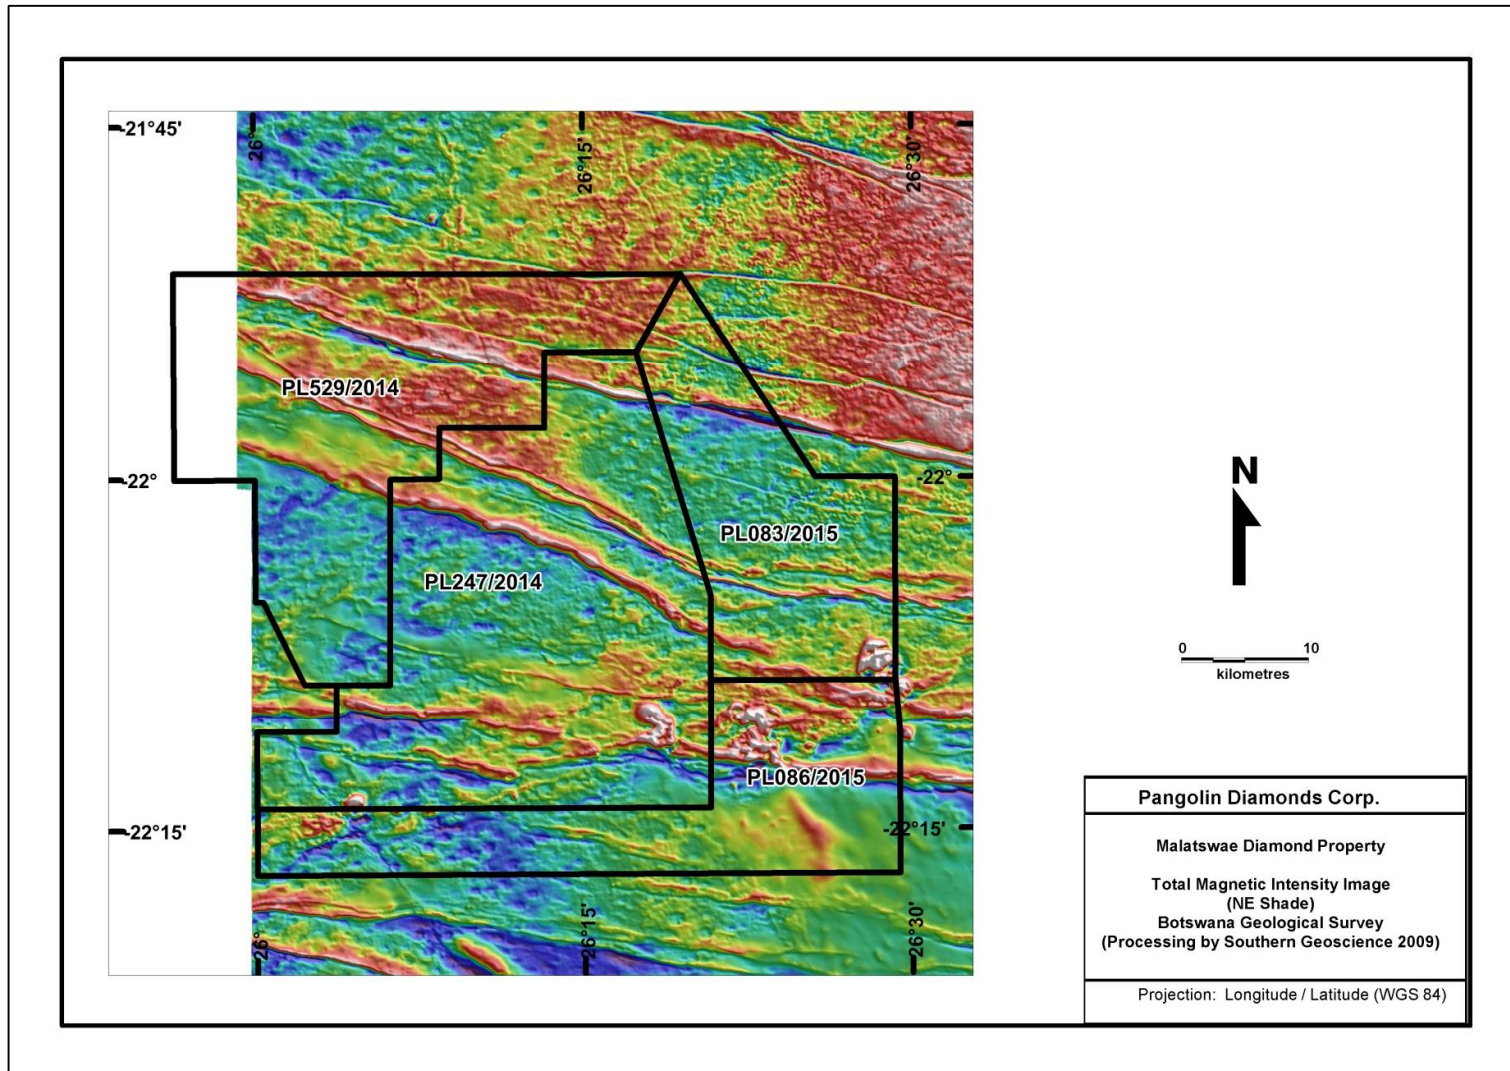 -21°45'
26°
26°15'
26°30'
PL529/2014
-22°
-22°
PL083/2015
PL247/2014
PL086/2015
-22°15'
-22°15'
26°
26°15'
26°30'
N
0 10
kilometres
Pangolin Diamonds Corp.
Malatswae Diamond Property
Total Magnetic Intensity Image
(NE Shade)
Botswana Geological Survey
(Processing by Southern Geoscience 2009)
Projection: Longitude / Latitude (WGS 84)